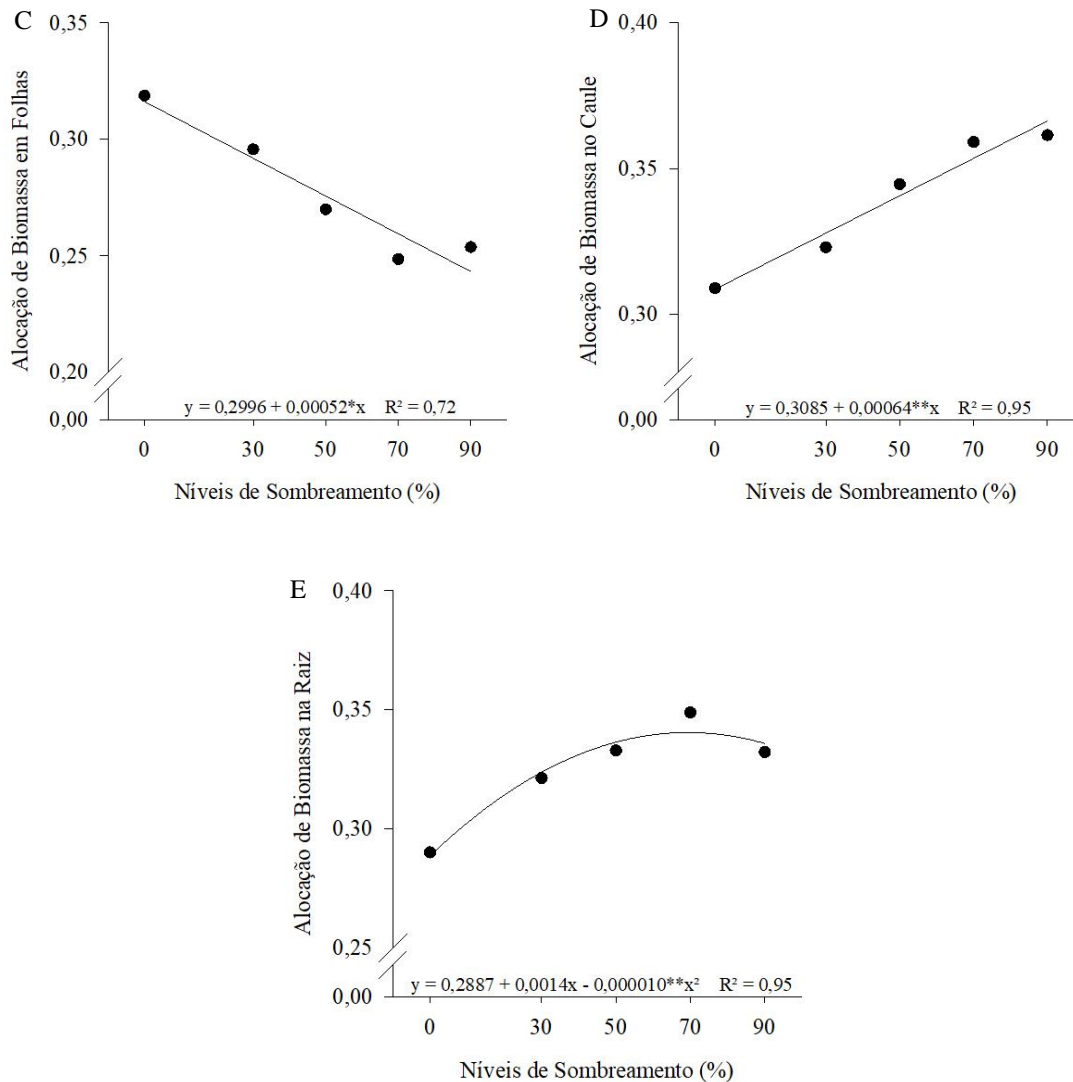 C
0,35
0,30
0,25
0,20
0,00
Alocação de Biomassa em Folhas
y = 0,2996 + 0,00052*x R² = 0,72
0 30 50 70 90
Níveis de Sombreamento (%)
D
0,40
0,35
0,30
0,00
Alocação de Biomassa no Caule
y = 0,3085 + 0,00064**x R² = 0,95
0 30 50 70 90
Níveis de Sombreamento (%)
E
0,40
0,35
0,30
0,25
0,00
Alocação de Biomassa na Raiz
y = 0,2887 + 0,0014x - 0,000010**x² R² = 0,95
0 30 50 70 90
Níveis de Sombreamento (%)